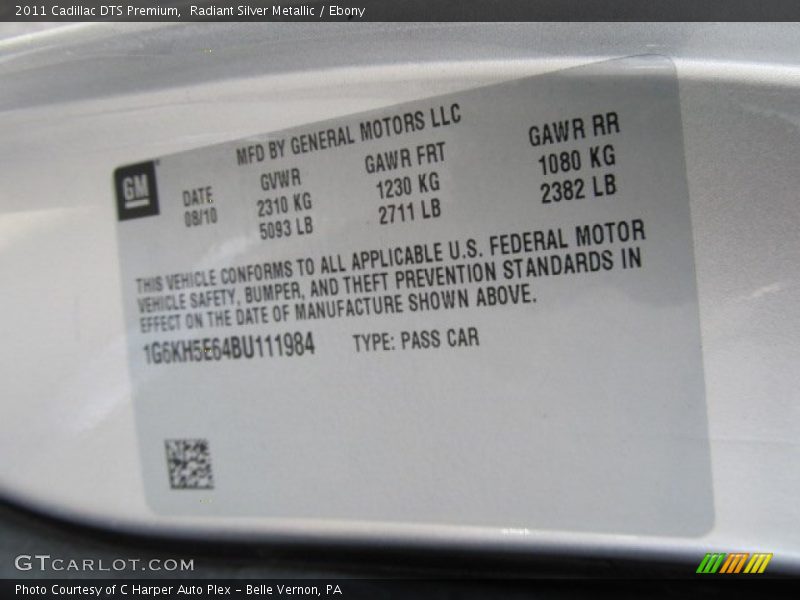 2011 Cadillac DTS Premium,  Radiant Silver Metallic / Ebony
MFD BY GENERAL MOTORS LLC
GM
DATE
08/10
GVWR
2310 KG
5093 LB
GAWR FRT
1230 KG
2711 LB
GAWR RR
1080 KG
2382 LB
THIS VEHICLE CONFORMS TO ALL APPLICABLE U.S. FEDERAL MOTOR
VEHICLE SAFETY, BUMPER, AND THEFT PREVENTION STANDARDS IN
EFFECT ON THE DATE OF MANUFACTURE SHOWN ABOVE.
1G6KH5E64BU111984 TYPE: PASS CAR
GTCARLOT.COM
Photo Courtesy of C Harper Auto Plex - Belle Vernon, PA